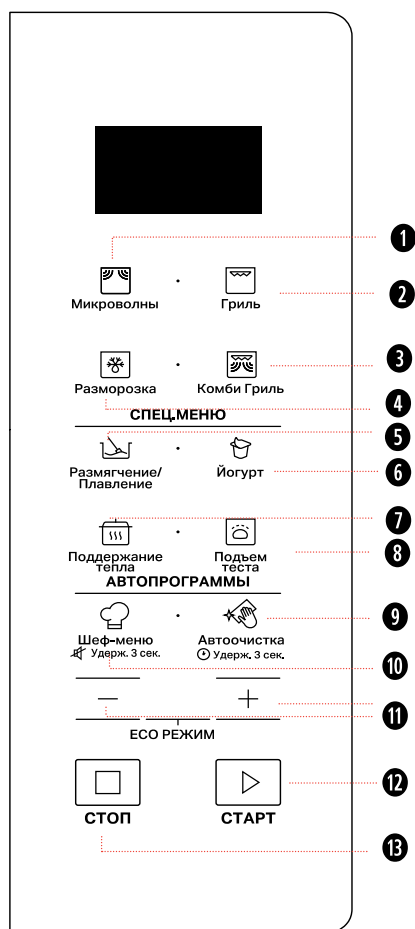 1
Микроволны
Гриль
2
3
Разморозка
Комби Гриль
4
СПЕЦ.МЕНЮ
5
Размягчение/
Плавление
Йогурт
6
7
Поддержание
тепла
Подъем
теста
8
АВТОПРОГРАММЫ
9
Шеф-меню
Удерж. 3 сек.
Автоочистка
Удерж. 3 сек.
10
− +
11
ECO РЕЖИМ
12
СТОП
СТАРТ
13